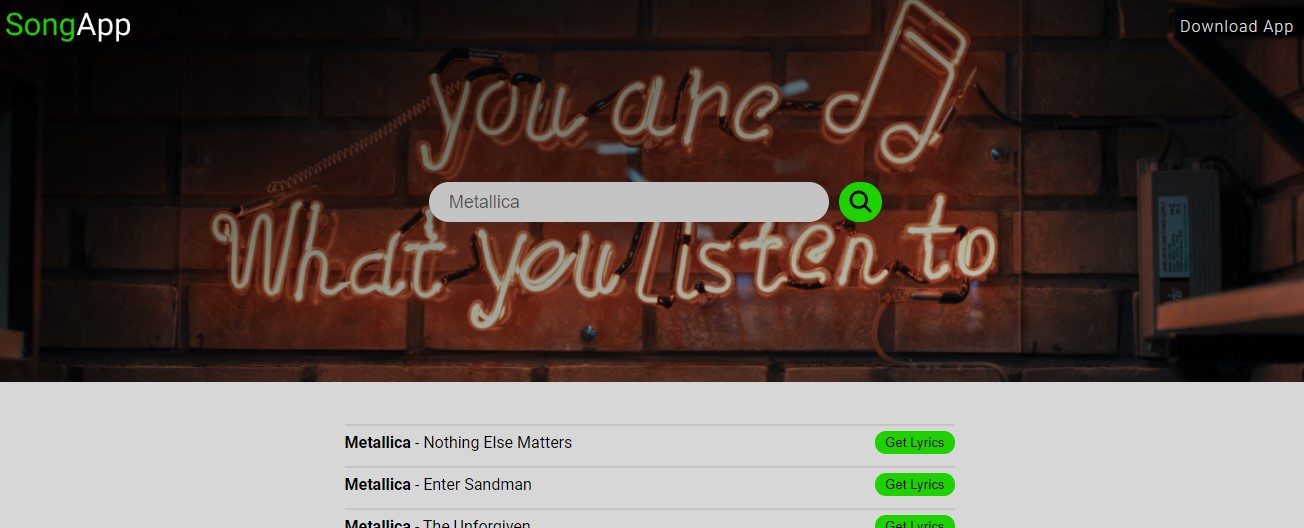 SongApp
Download App
you are
Metallica
What you listen to
Metallica - Nothing Else Matters
Get Lyrics
Metallica - Enter Sandman
Get Lyrics
Metallica - The Unforgiven
Get Lyrics